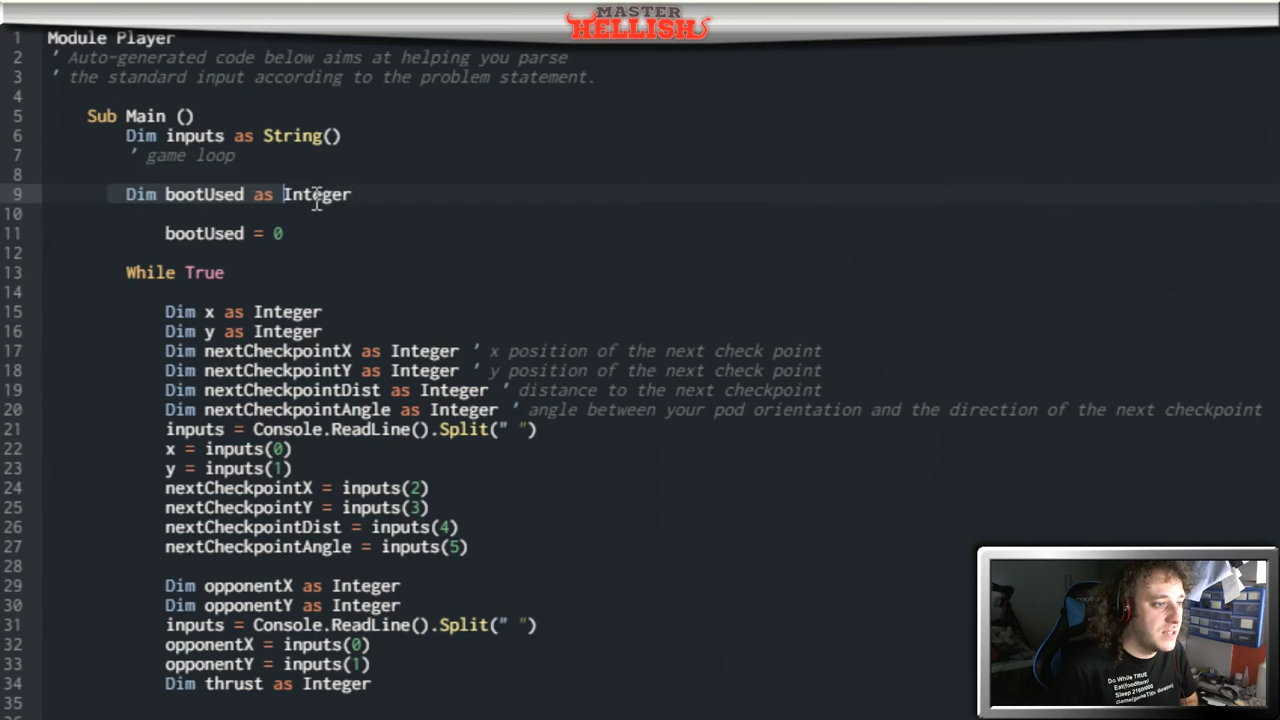 MASTER
HELLISH
1 Module Player
2 ' Auto-generated code below aims at helping you parse
3 ' the standard input according to the problem statement.
4
5 Sub Main ()
6 Dim inputs as String()
7 ' game loop
8
9 Dim bootUsed as Integer
10
11 bootUsed = 0
12
13 While True
14
15 Dim x as Integer
16 Dim y as Integer
17 Dim nextCheckpointX as Integer ' x position of the next check point
18 Dim nextCheckpointY as Integer ' y position of the next check point
19 Dim nextCheckpointDist as Integer ' distance to the next checkpoint
20 Dim nextCheckpointAngle as Integer ' angle between your pod orientation and the direction of the next checkpoint
21 inputs = Console.ReadLine().Split(" ")
22 x = inputs(0)
23 y = inputs(1)
24 nextCheckpointX = inputs(2)
25 nextCheckpointY = inputs(3)
26 nextCheckpointDist = inputs(4)
27 nextCheckpointAngle = inputs(5)
28
29 Dim opponentX as Integer
30 Dim opponentY as Integer
31 inputs = Console.ReadLine().Split(" ")
32 opponentX = inputs(0)
33 opponentY = inputs(1)
34 Dim thrust as Integer
35
Do While TRUE